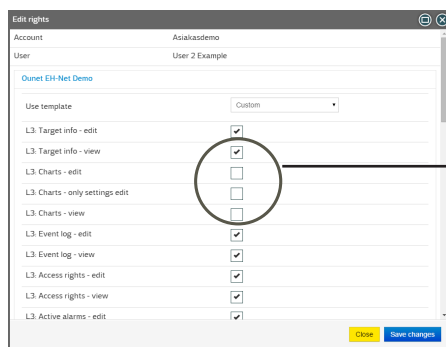 Edit rights
Account Asiakasdemo
User User 2 Example
Ounet EH-Net Demo
Use template Custom
L3: Target info - edit
L3: Target info - view
L3: Charts - edit
L3: Charts - only settings edit
L3: Charts - view
L3: Event log - edit
L3: Event log - view
L3: Access rights - edit
L3: Access rights - view
L3: Active alarms - edit
Close Save changes